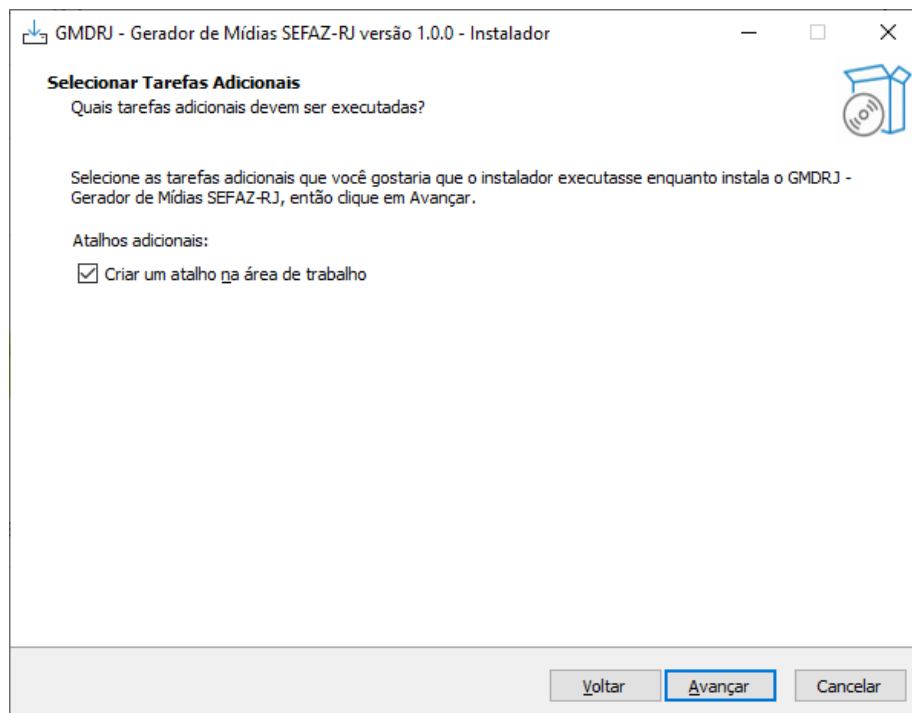 GMDRJ - Gerador de Mídias SEFAZ-RJ versão 1.0.0 - Instalador
Selecionar Tarefas Adicionais
Quais tarefas adicionais devem ser executadas?
Selecione as tarefas adicionais que você gostaria que o instalador executasse enquanto instala o GMDRJ -
Gerador de Mídias SEFAZ-RJ, então clique em Avançar.
Atalhos adicionais:
Criar um atalho na área de trabalho
Voltar Avançar Cancelar